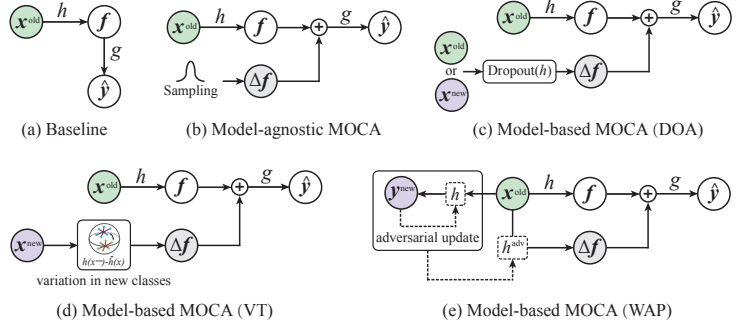 x^old h f
g
ŷ
(a) Baseline
x^old h f + g ŷ
Sampling Δf
(b) Model-agnostic MOCA
x^old h f + g ŷ
x^old
or Dropout(h) Δf
x^new
(c) Model-based MOCA (DOA)
x^old h f + g ŷ
x^new Δf
variation in new classes
(d) Model-based MOCA (VT)
y^new h x^old h f + g ŷ
adversarial update
h^adv Δf
(e) Model-based MOCA (WAP)